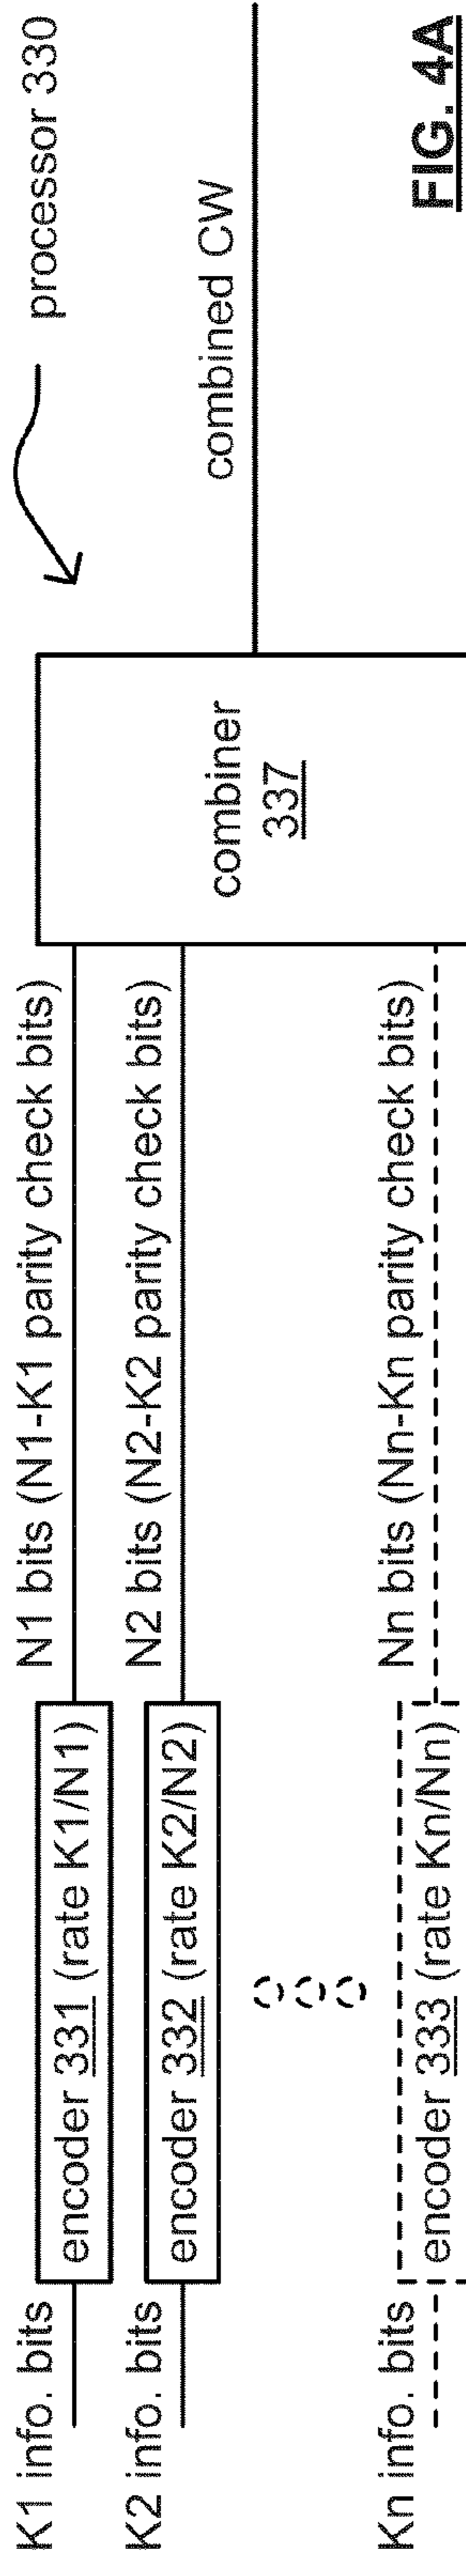 processor 330
K1 info. bits
encoder 331 (rate K1/N1)
N1 bits (N1-K1 parity check bits)
K2 info. bits
encoder 332 (rate K2/N2)
N2 bits (N2-K2 parity check bits)
combiner
337
combined CW
Kn info. bits
encoder 333 (rate Kn/Nn)
Nn bits (Nn-Kn parity check bits)
FIG. 4A